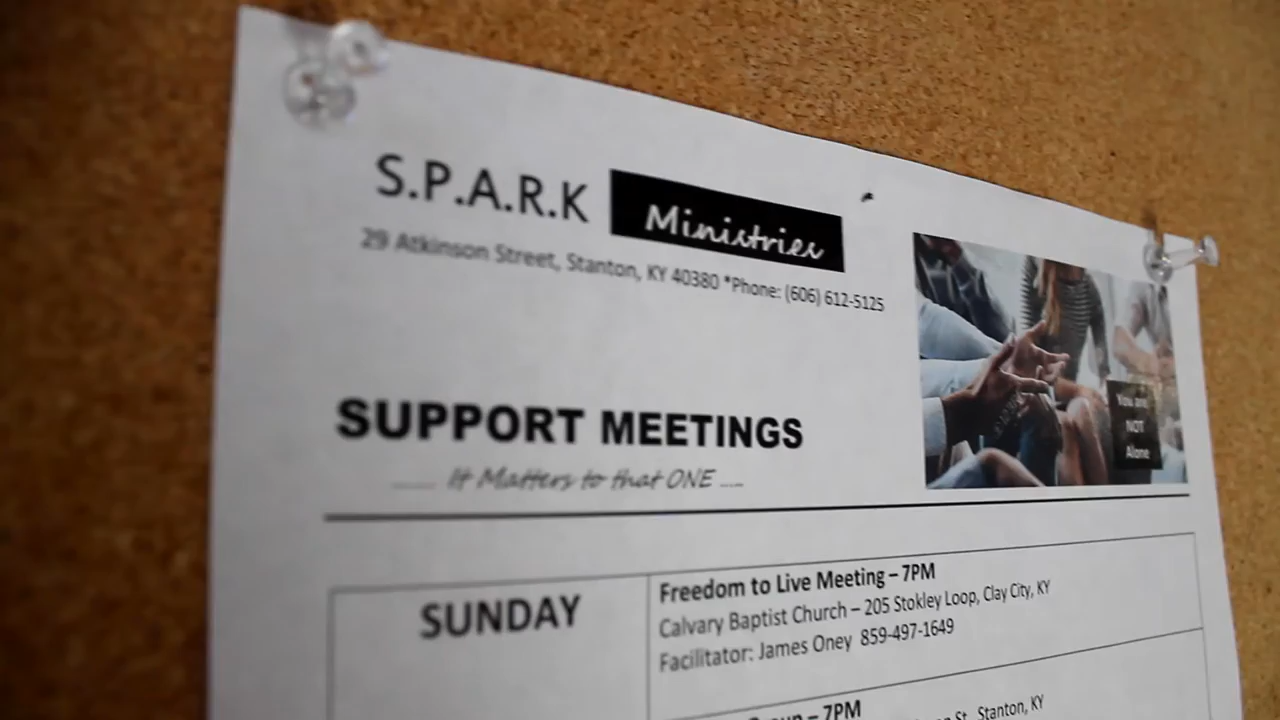 S.P.A.R.K Ministries
29 Atkinson Street, Stanton, KY 40380 *Phone: (606) 612-5125
You are
NOT
Alone
SUPPORT MEETINGS
........ It Matters to that ONE .....
SUNDAY
Freedom to Live Meeting – 7PM
Calvary Baptist Church – 205 Stokley Loop, Clay City, KY
Facilitator: James Oney 859-497-1649
– 7PM
St., Stanton, KY